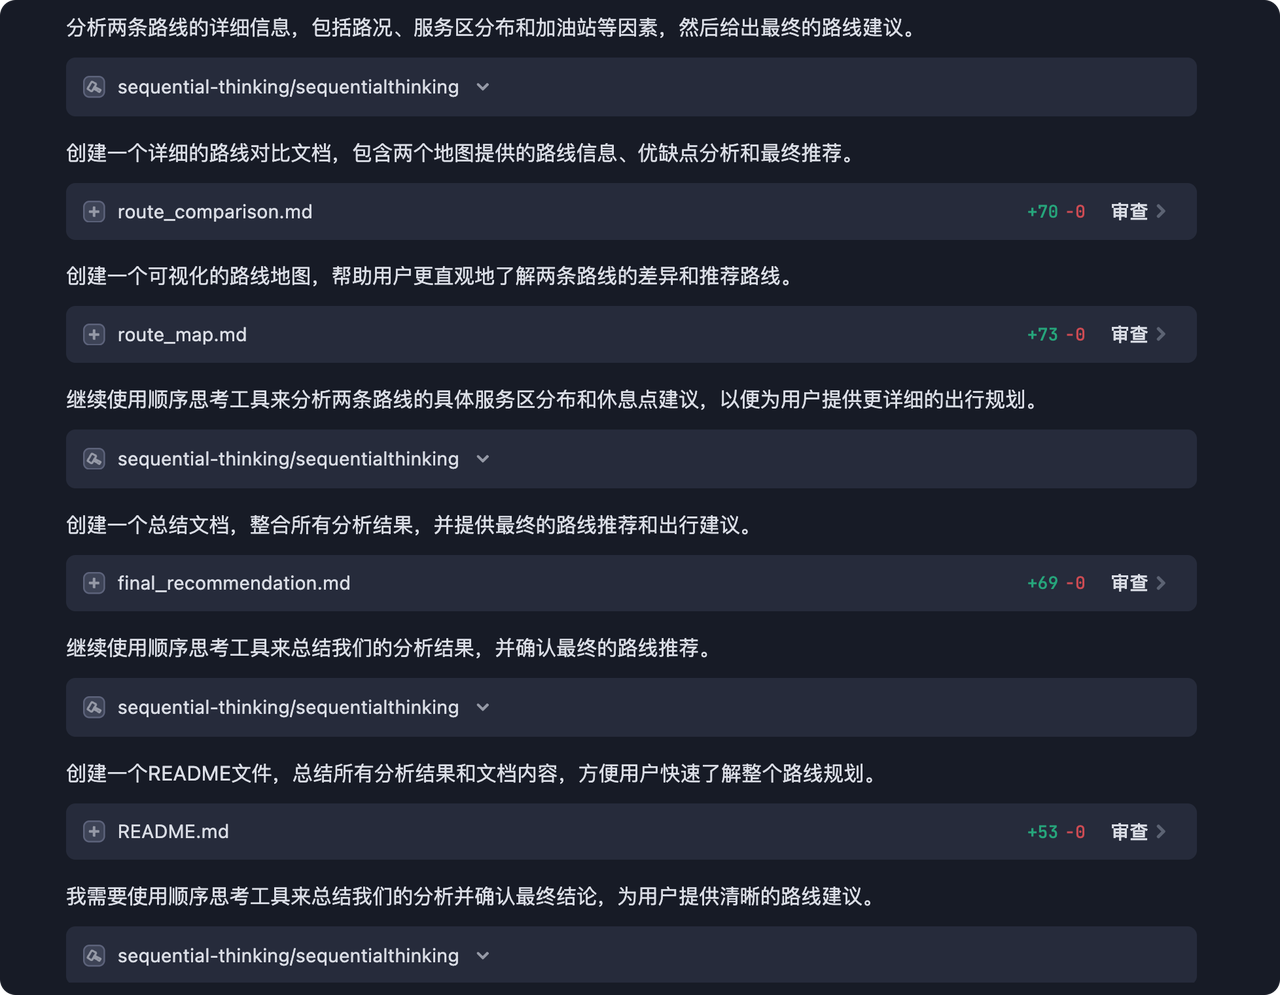 分析两条路线的详细信息，包括路况、服务区分布和加油站等因素，然后给出最终的路线建议。
sequential-thinking/sequentialthinking
创建一个详细的路线对比文档，包含两个地图提供的路线信息、优缺点分析和最终推荐。
route_comparison.md +70 -0 审查
创建一个可视化的路线地图，帮助用户更直观地了解两条路线的差异和推荐路线。
route_map.md +73 -0 审查
继续使用顺序思考工具来分析两条路线的具体服务区分布和休息点建议，以便为用户提供更详细的出行规划。
sequential-thinking/sequentialthinking
创建一个总结文档，整合所有分析结果，并提供最终的路线推荐和出行建议。
final_recommendation.md +69 -0 审查
继续使用顺序思考工具来总结我们的分析结果，并确认最终的路线推荐。
sequential-thinking/sequentialthinking
创建一个README文件，总结所有分析结果和文档内容，方便用户快速了解整个路线规划。
README.md +53 -0 审查
我需要使用顺序思考工具来总结我们的分析并确认最终结论，为用户提供清晰的路线建议。
sequential-thinking/sequentialthinking